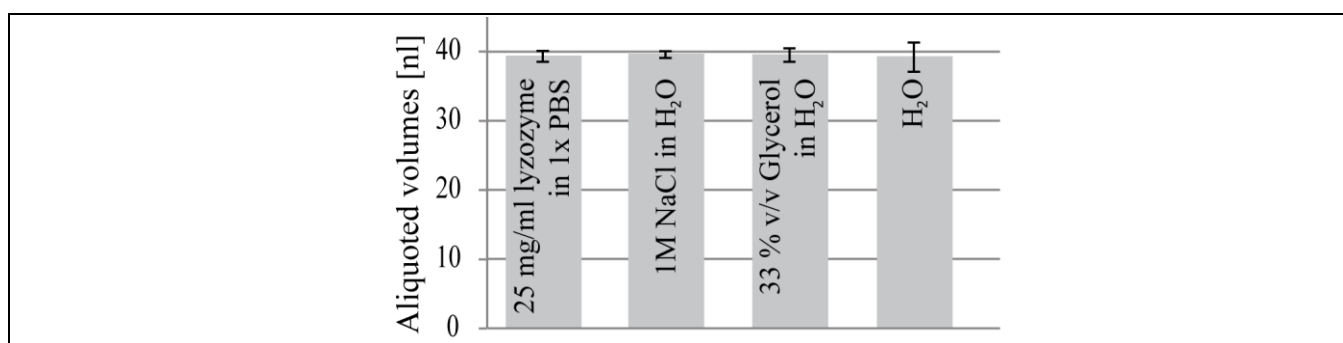 Aliquoted volumes [nl]
40
30
20
10
0
25 mg/ml lyzozyme
in 1x PBS
1M NaCl in H₂O
33 % v/v Glycerol
in H₂O
H₂O